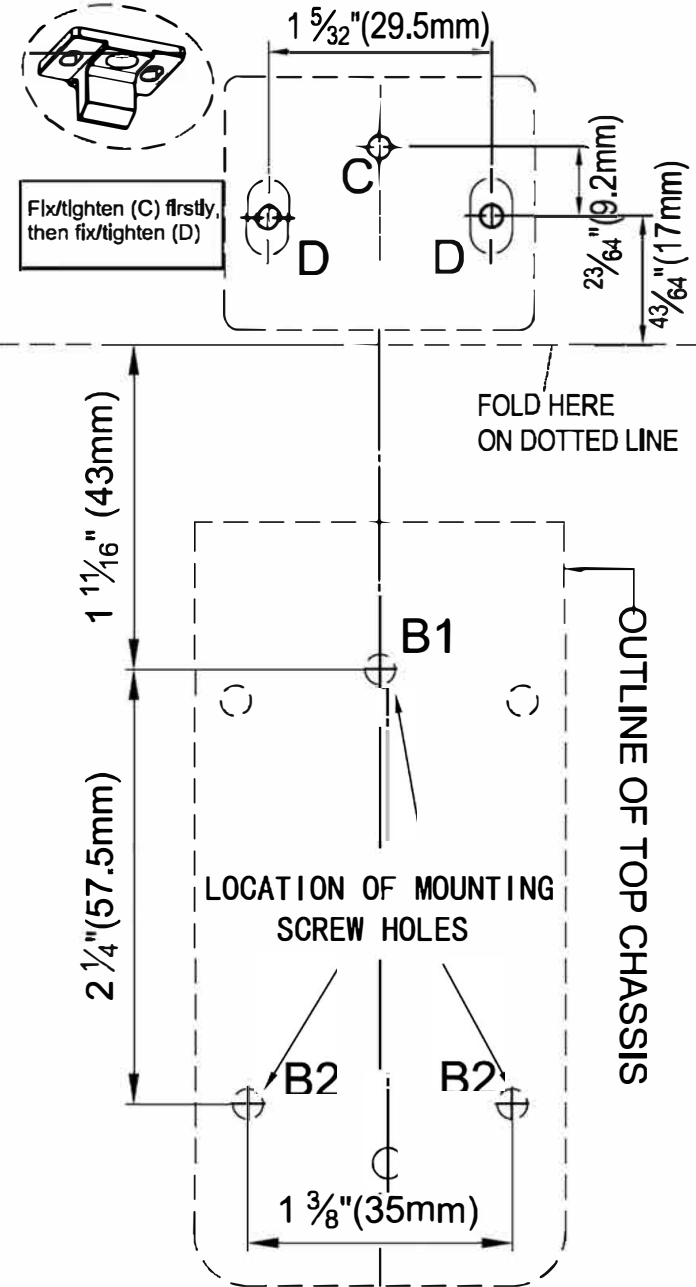 1 5/32"(29.5mm)
C
Fix/tighten (C) firstly,
then fix/tighten (D)
D
D
23/64"(9.2mm)
43/64"(17mm)
FOLD HERE
ON DOTTED LINE
1 11/16" (43mm)
B1
OUTLINE OF TOP CHASSIS
2 1/4"(57.5mm)
LOCATION OF MOUNTING
SCREW HOLES
B2
B2
1 3/8"(35mm)